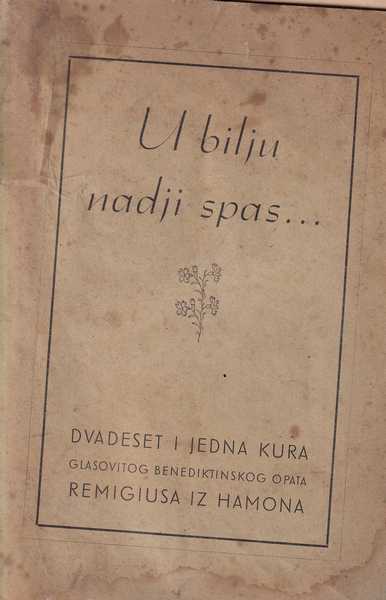 U bilju
nadji spas...
DVADESET I JEDNA KURA
GLASOVITOG BENEDIKTINSKOG OPATA
REMIGIUSA IZ HAMONA